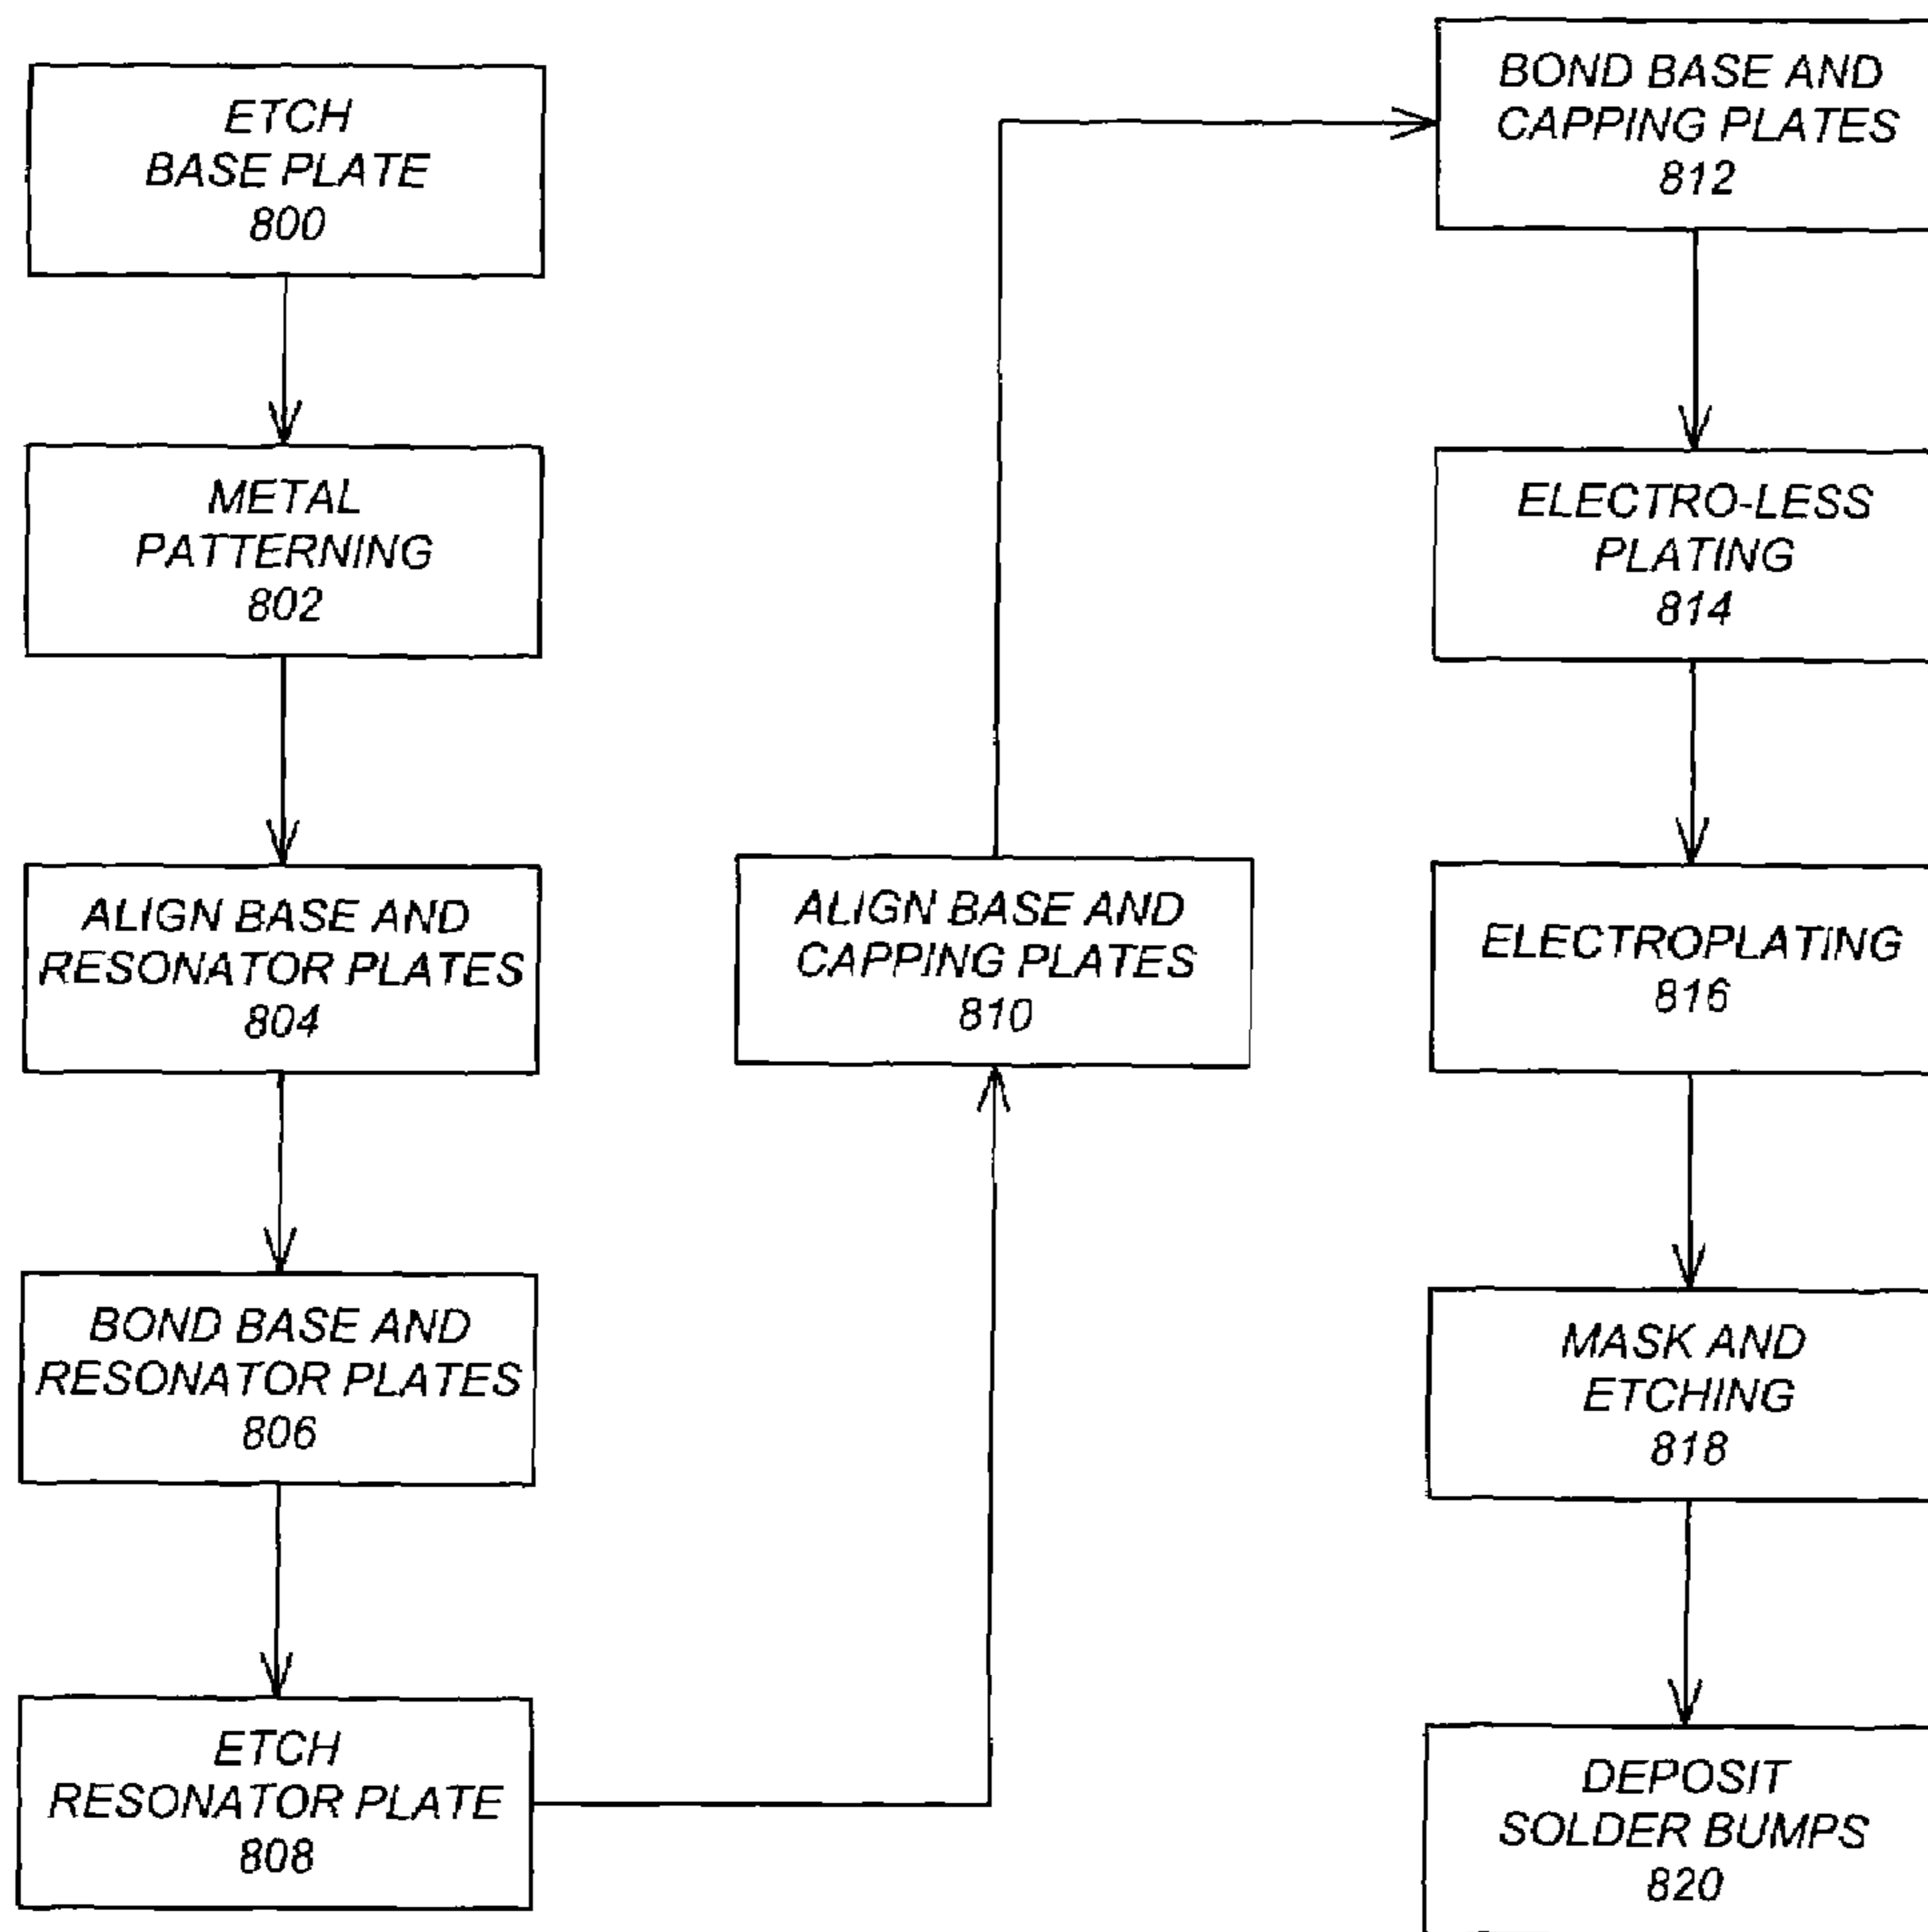 ETCH
BASE PLATE
800
METAL
PATTERNING
802
ALIGN BASE AND
RESONATOR PLATES
804
BOND BASE AND
RESONATOR PLATES
806
ETCH
RESONATOR PLATE
808
ALIGN BASE AND
CAPPING PLATES
810
BOND BASE AND
CAPPING PLATES
812
ELECTRO-LESS
PLATING
814
ELECTROPLATING
816
MASK AND
ETCHING
818
DEPOSIT
SOLDER BUMPS
820